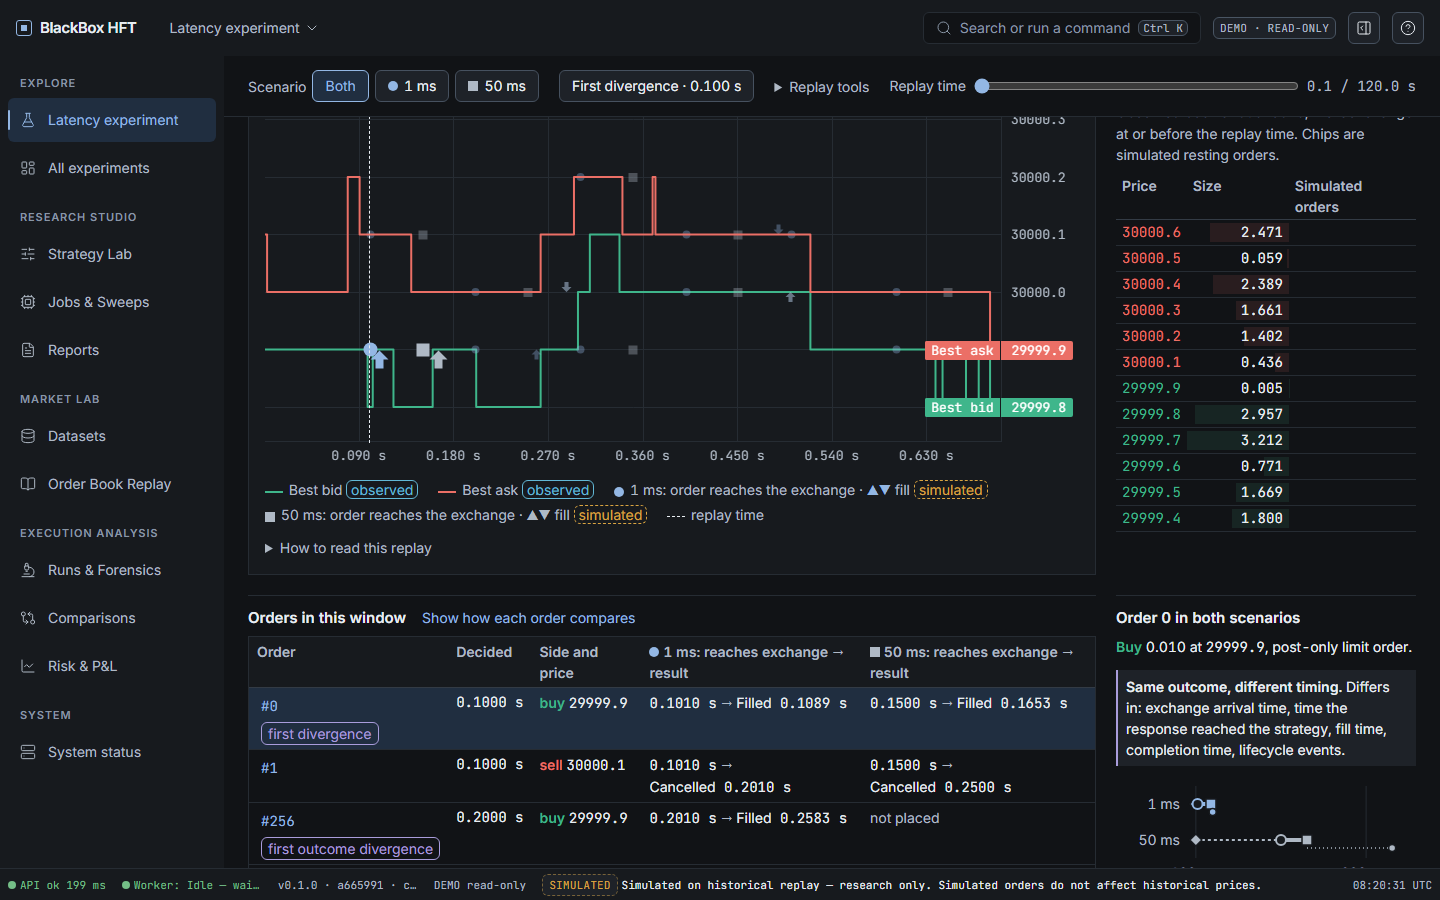 BlackBox HFT
Latency experiment
Search or run a command Ctrl K
DEMO · READ-ONLY
EXPLORE
Latency experiment
All experiments
RESEARCH STUDIO
Strategy Lab
Jobs & Sweeps
Reports
MARKET LAB
Datasets
Order Book Replay
EXECUTION ANALYSIS
Runs & Forensics
Comparisons
Risk & P&L
SYSTEM
System status
Scenario Both 1 ms 50 ms First divergence · 0.100 s Replay tools Replay time 0.1 / 120.0 s
30000.3
30000.2
30000.1
30000.0
Best ask 29999.9
Best bid 29999.8
0.090 s 0.180 s 0.270 s 0.360 s 0.450 s 0.540 s 0.630 s
Best bid observed Best ask observed 1 ms: order reaches the exchange · ▲▼ fill simulated
50 ms: order reaches the exchange · ▲▼ fill simulated replay time
How to read this replay
at or before the replay time. Chips are
simulated resting orders.
Price Size Simulated
orders
30000.6 2.471
30000.5 0.059
30000.4 2.389
30000.3 1.661
30000.2 1.402
30000.1 0.436
29999.9 0.005
29999.8 2.957
29999.7 3.212
29999.6 0.771
29999.5 1.669
29999.4 1.800
Orders in this window Show how each order compares
Order Decided Side and price 1 ms: reaches exchange → result 50 ms: reaches exchange → result
#0 0.1000 s buy 29999.9 0.1010 s → Filled 0.1089 s 0.1500 s → Filled 0.1653 s
first divergence
#1 0.1000 s sell 30000.1 0.1010 s → Cancelled 0.2010 s 0.1500 s → Cancelled 0.2500 s
#256 0.2000 s buy 29999.9 0.2010 s → Filled 0.2583 s not placed
first outcome divergence
Order 0 in both scenarios
Buy 0.010 at 29999.9, post-only limit order.
Same outcome, different timing. Differs
in: exchange arrival time, time the
response reached the strategy, fill time,
completion time, lifecycle events.
1 ms
50 ms
API ok 199 ms Worker: Idle — wai… v0.1.0 · a665991 · c… DEMO read-only SIMULATED Simulated on historical replay — research only. Simulated orders do not affect historical prices. 08:20:31 UTC